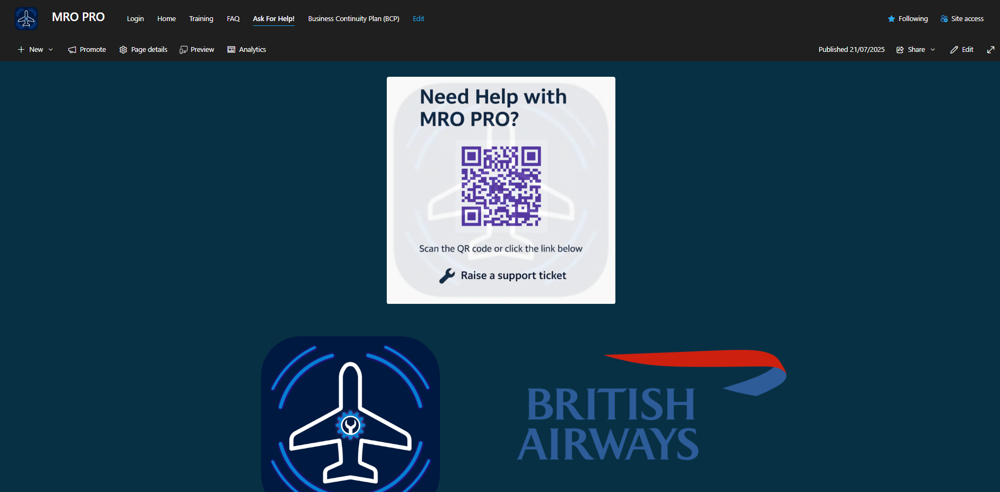 MRO PRO
Login Home Training FAQ Ask For Help! Business Continuity Plan (BCP) Edit
Following Site access
New Promote Page details Preview Analytics
Published 21/07/2025 Share Edit
Need Help with
MRO PRO?
Scan the QR code or click the link below
Raise a support ticket
BRITISH
AIRWAYS